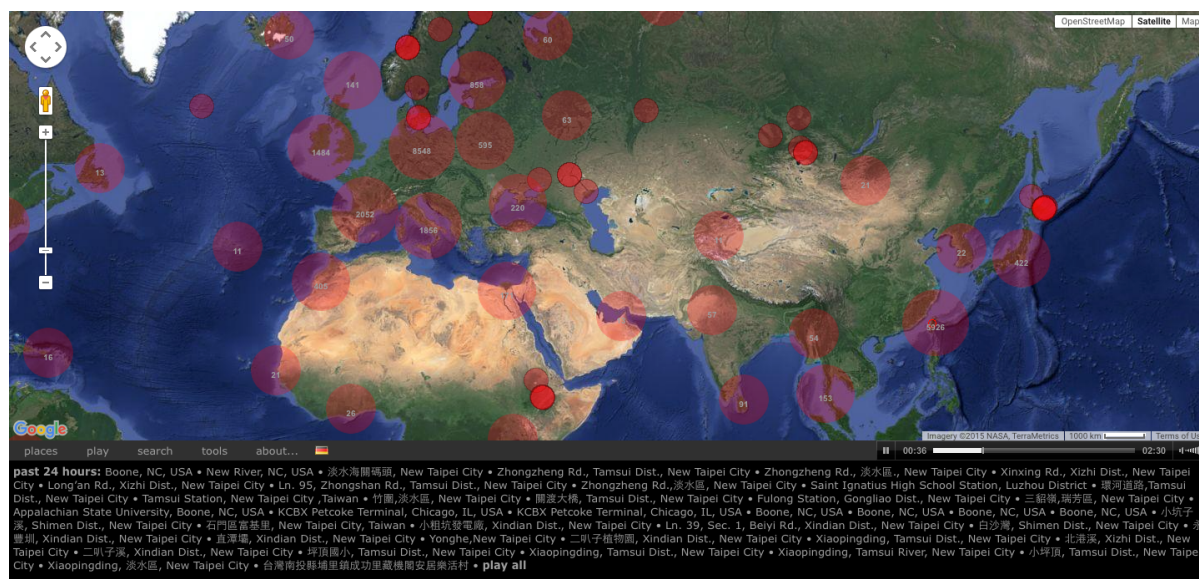 OpenStreetMap Satellite Map
50
60
141
858
63
13
1484
8548
595
21
2052
220
1856
11
22
422
405
57
5926
54
16
21
26
91
153
Google
Imagery ©2015 NASA, TerraMetrics 1000 km Terms of Us
places play search tools about... 00:36 02:30
past 24 hours: Boone, NC, USA • New River, NC, USA • 淡水海關碼頭, New Taipei City • Zhongzheng Rd., Tamsui Dist., New Taipei City • Zhongzheng Rd., 淡水區., New Taipei City • Xinxing Rd., Xizhi Dist., New Taipei
City • Long'an Rd., Xizhi Dist., New Taipei City • Ln. 95, Zhongshan Rd., Tamsui Dist., New Taipei City • Zhongzheng Rd.,淡水區, New Taipei City • Saint Ignatius High School Station, Luzhou District • 環河道路,Tamsui
Dist., New Taipei City • Tamsui Station, New Taipei City ,Taiwan • 竹圍,淡水區, New Taipei City • 關渡大橋, Tamsui Dist., New Taipei City • Fulong Station, Gongliao Dist., New Taipei City • 三貂嶺,瑞芳區, New Taipei City •
Appalachian State University, Boone, NC, USA • KCBX Petcoke Terminal, Chicago, IL, USA • KCBX Petcoke Terminal, Chicago, IL, USA • Boone, NC, USA • Boone, NC, USA • Boone, NC, USA • Boone, NC, USA • 小坑子
溪, Shimen Dist., New Taipei City • 石門區富基里, New Taipei City, Taiwan • 小粗坑發電廠, Xindian Dist., New Taipei City • Ln. 39, Sec. 1, Beiyi Rd., Xindian Dist., New Taipei City • 白沙灣, Shimen Dist., New Taipei City •
豐圳, Xindian Dist., New Taipei City • 直潭壩, Xindian Dist., New Taipei City • Yonghe,New Taipei City • 二叭子植物園, Xindian Dist., New Taipei City • Xiaopingding, Tamsui Dist., New Taipei City • 北港溪, Xizhi Dist., New
Taipei City • 二叭子溪, Xindian Dist., New Taipei City • 坪頂國小, Tamsui Dist., New Taipei City • Xiaopingding, Tamsui Dist., New Taipei City • Xiaopingding, Tamsui River, New Taipei City • 小坪頂, Tamsui Dist., New Taipei
City • Xiaopingding, 淡水區, New Taipei City • 台灣南投縣埔里鎮成功里藏機閣安居樂活村 • play all